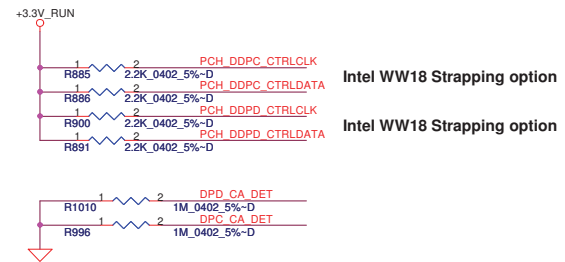 +3.3V_RUN
1 2 PCH_DDPC_CTRLCLK
R885 2.2K_0402_5%~D
Intel WW18 Strapping option
1 2 PCH_DDPC_CTRLDATA
R886 2.2K_0402_5%~D
1 2 PCH_DDPD_CTRLCLK
R900 2.2K_0402_5%~D
Intel WW18 Strapping option
1 2 PCH_DDPD_CTRLDATA
R891 2.2K_0402_5%~D
1 2 DPD_CA_DET
R1010 1M_0402_5%~D
1 2 DPC_CA_DET
R996 1M_0402_5%~D